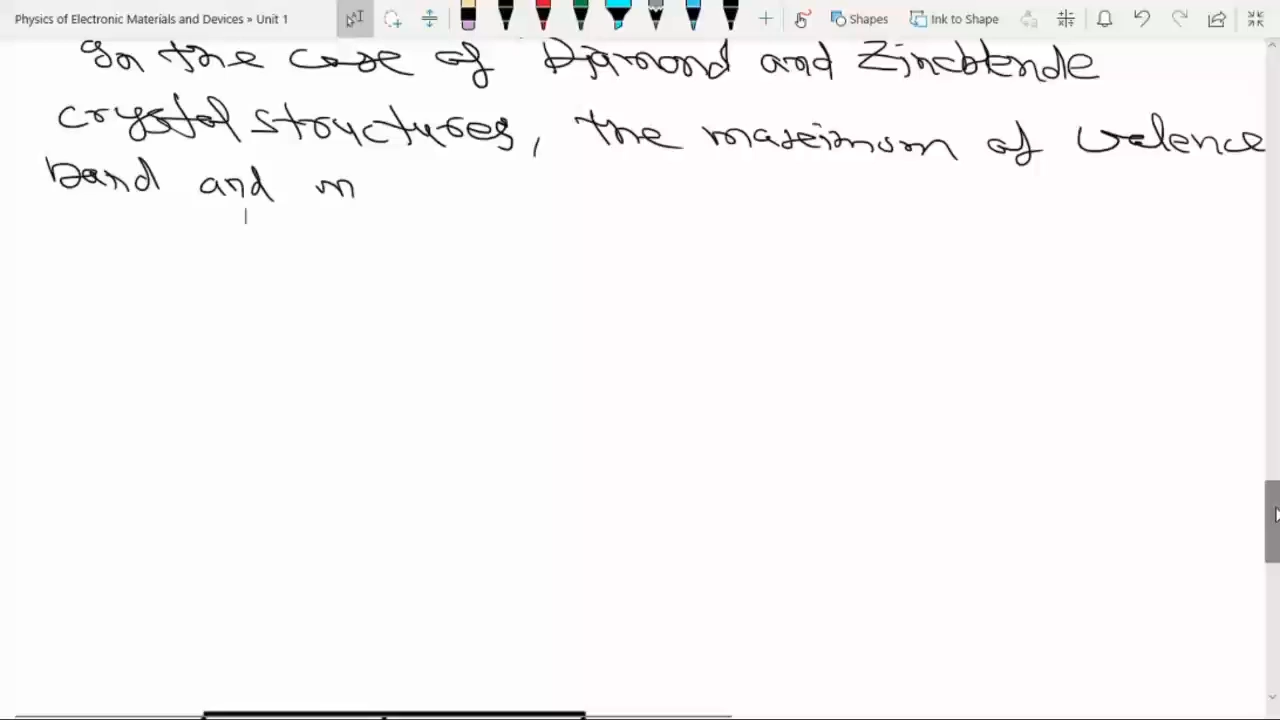 Physics of Electronic Materials and Devices » Unit 1
Shapes
Ink to Shape
In the case of Diamond and Zincblende
crystal structures, the maximum of valence
band and m